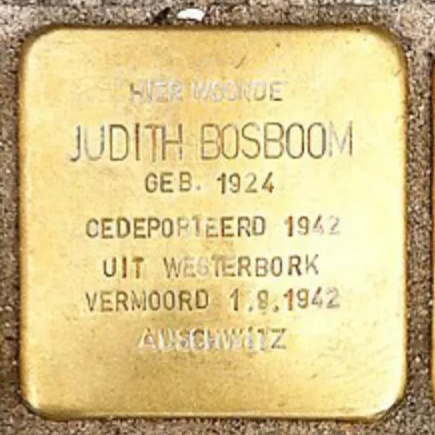 HIER WOONDE
JUDITH BOSBOOM
GEB. 1924
GEDEPORTEERD 1942
UIT WESTERBORK
VERMOORD 1.9.1942
AUSCHWITZ